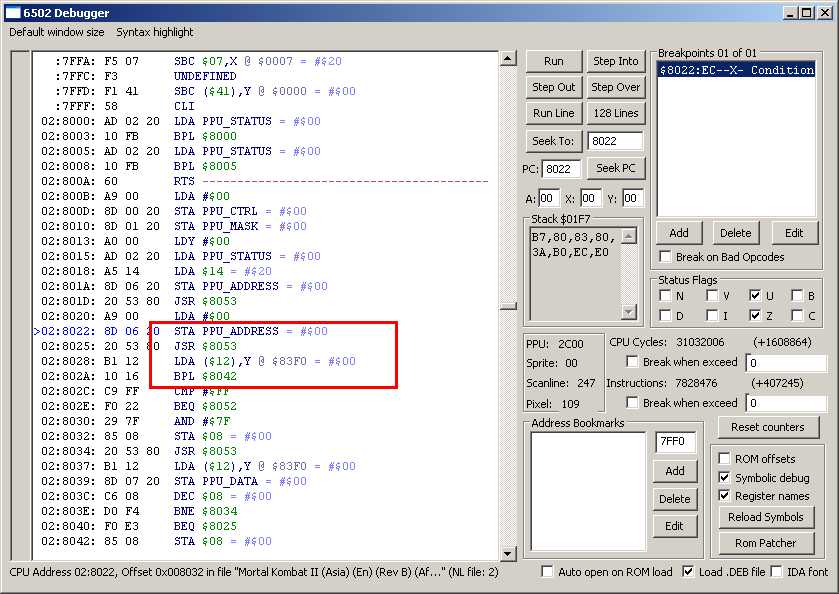 6502 Debugger
Default window size Syntax highlight
:7FFA: F5 07 SBC $07,X @ $0007 = #$20
:7FFC: F3 UNDEFINED
:7FFD: F1 41 SBC ($41),Y @ $0000 = #$00
:7FFF: 58 CLI
02:8000: AD 02 20 LDA PPU_STATUS = #$00
02:8003: 10 FB BPL $8000
02:8005: AD 02 20 LDA PPU_STATUS = #$00
02:8008: 10 FB BPL $8005
02:800A: 60 RTS -----------------------------------------
02:800B: A9 00 LDA #$00
02:800D: 8D 00 20 STA PPU_CTRL = #$00
02:8010: 8D 01 20 STA PPU_MASK = #$00
02:8013: A0 00 LDY #$00
02:8015: AD 02 20 LDA PPU_STATUS = #$00
02:8018: A5 14 LDA $14 = #$20
02:801A: 8D 06 20 STA PPU_ADDRESS = #$00
02:801D: 20 53 80 JSR $8053
02:8020: A9 00 LDA #$00
>02:8022: 8D 06 20 STA PPU_ADDRESS = #$00
02:8025: 20 53 80 JSR $8053
02:8028: B1 12 LDA ($12),Y @ $83F0 = #$00
02:802A: 10 16 BPL $8042
02:802C: C9 FF CMP #$FF
02:802E: F0 22 BEQ $8052
02:8030: 29 7F AND #$7F
02:8032: 85 08 STA $08 = #$00
02:8034: 20 53 80 JSR $8053
02:8037: B1 12 LDA ($12),Y @ $83F0 = #$00
02:8039: 8D 07 20 STA PPU_DATA = #$00
02:803C: C6 08 DEC $08 = #$00
02:803E: D0 F4 BNE $8034
02:8040: F0 E3 BEQ $8025
02:8042: 85 08 STA $08 = #$00
CPU Address 02:8022, Offset 0x008032 in file "Mortal Kombat II (Asia) (En) (Rev B) (Af..." (NL file: 2)
Run Step Into
Step Out Step Over
Run Line 128 Lines
Seek To: 8022
PC: 8022 Seek PC
A: 00 X: 00 Y: 00
Stack $01F7
B7,80,83,80,
3A,B0,EC,E0
Breakpoints 01 of 01
$8022:EC--X- Condition
Add Delete Edit
Break on Bad Opcodes
Status Flags
N V U B
D I Z C
PPU: 2C00
Sprite: 00
Scanline: 247
Pixel: 109
CPU Cycles: 31032006 (+1608864)
Break when exceed 0
Instructions: 7828476 (+407245)
Break when exceed 0
Address Bookmarks
7FF0
Add
Delete
Edit
Reset counters
ROM offsets
Symbolic debug
Register names
Reload Symbols
Rom Patcher
Auto open on ROM load Load .DEB file IDA font